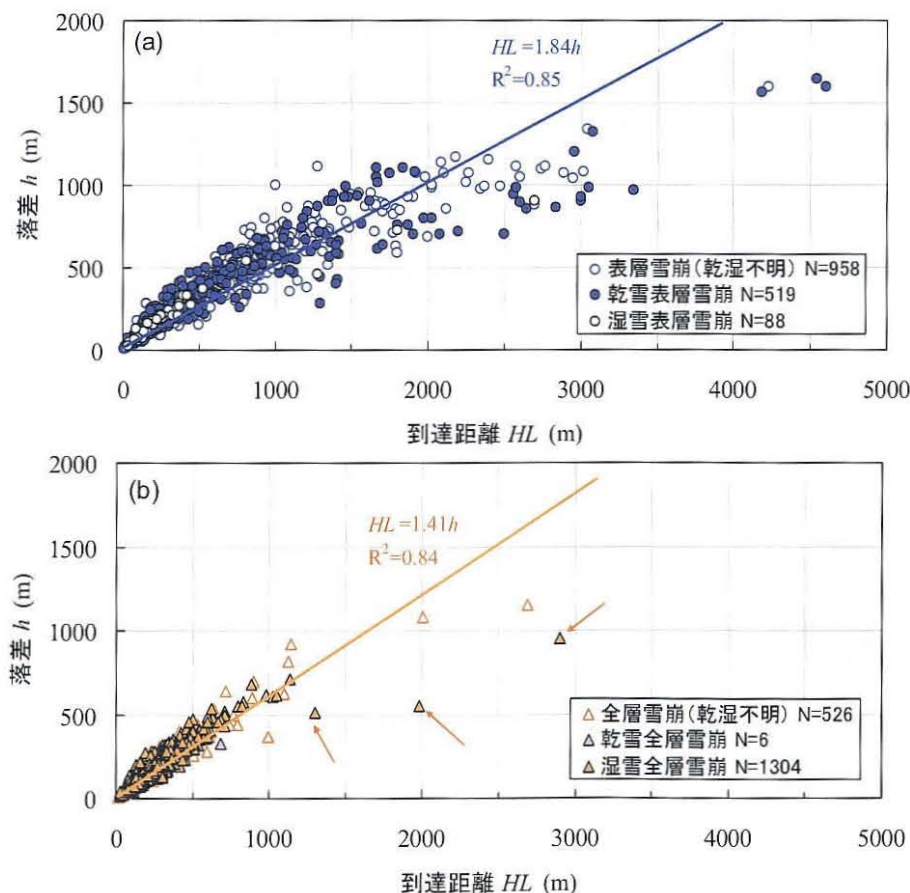 (a)
HL=1.84h
R²=0.85
落差 h (m)
2000
1500
1000
500
0
表層雪崩(乾湿不明) N=958
乾雪表層雪崩 N=519
湿雪表層雪崩 N=88
0 1000 2000 3000 4000 5000
到達距離 HL (m)
(b)
HL=1.41h
R²=0.84
落差 h (m)
2000
1500
1000
500
0
全層雪崩(乾湿不明) N=526
乾雪全層雪崩 N=6
湿雪全層雪崩 N=1304
0 1000 2000 3000 4000 5000
到達距離 HL (m)